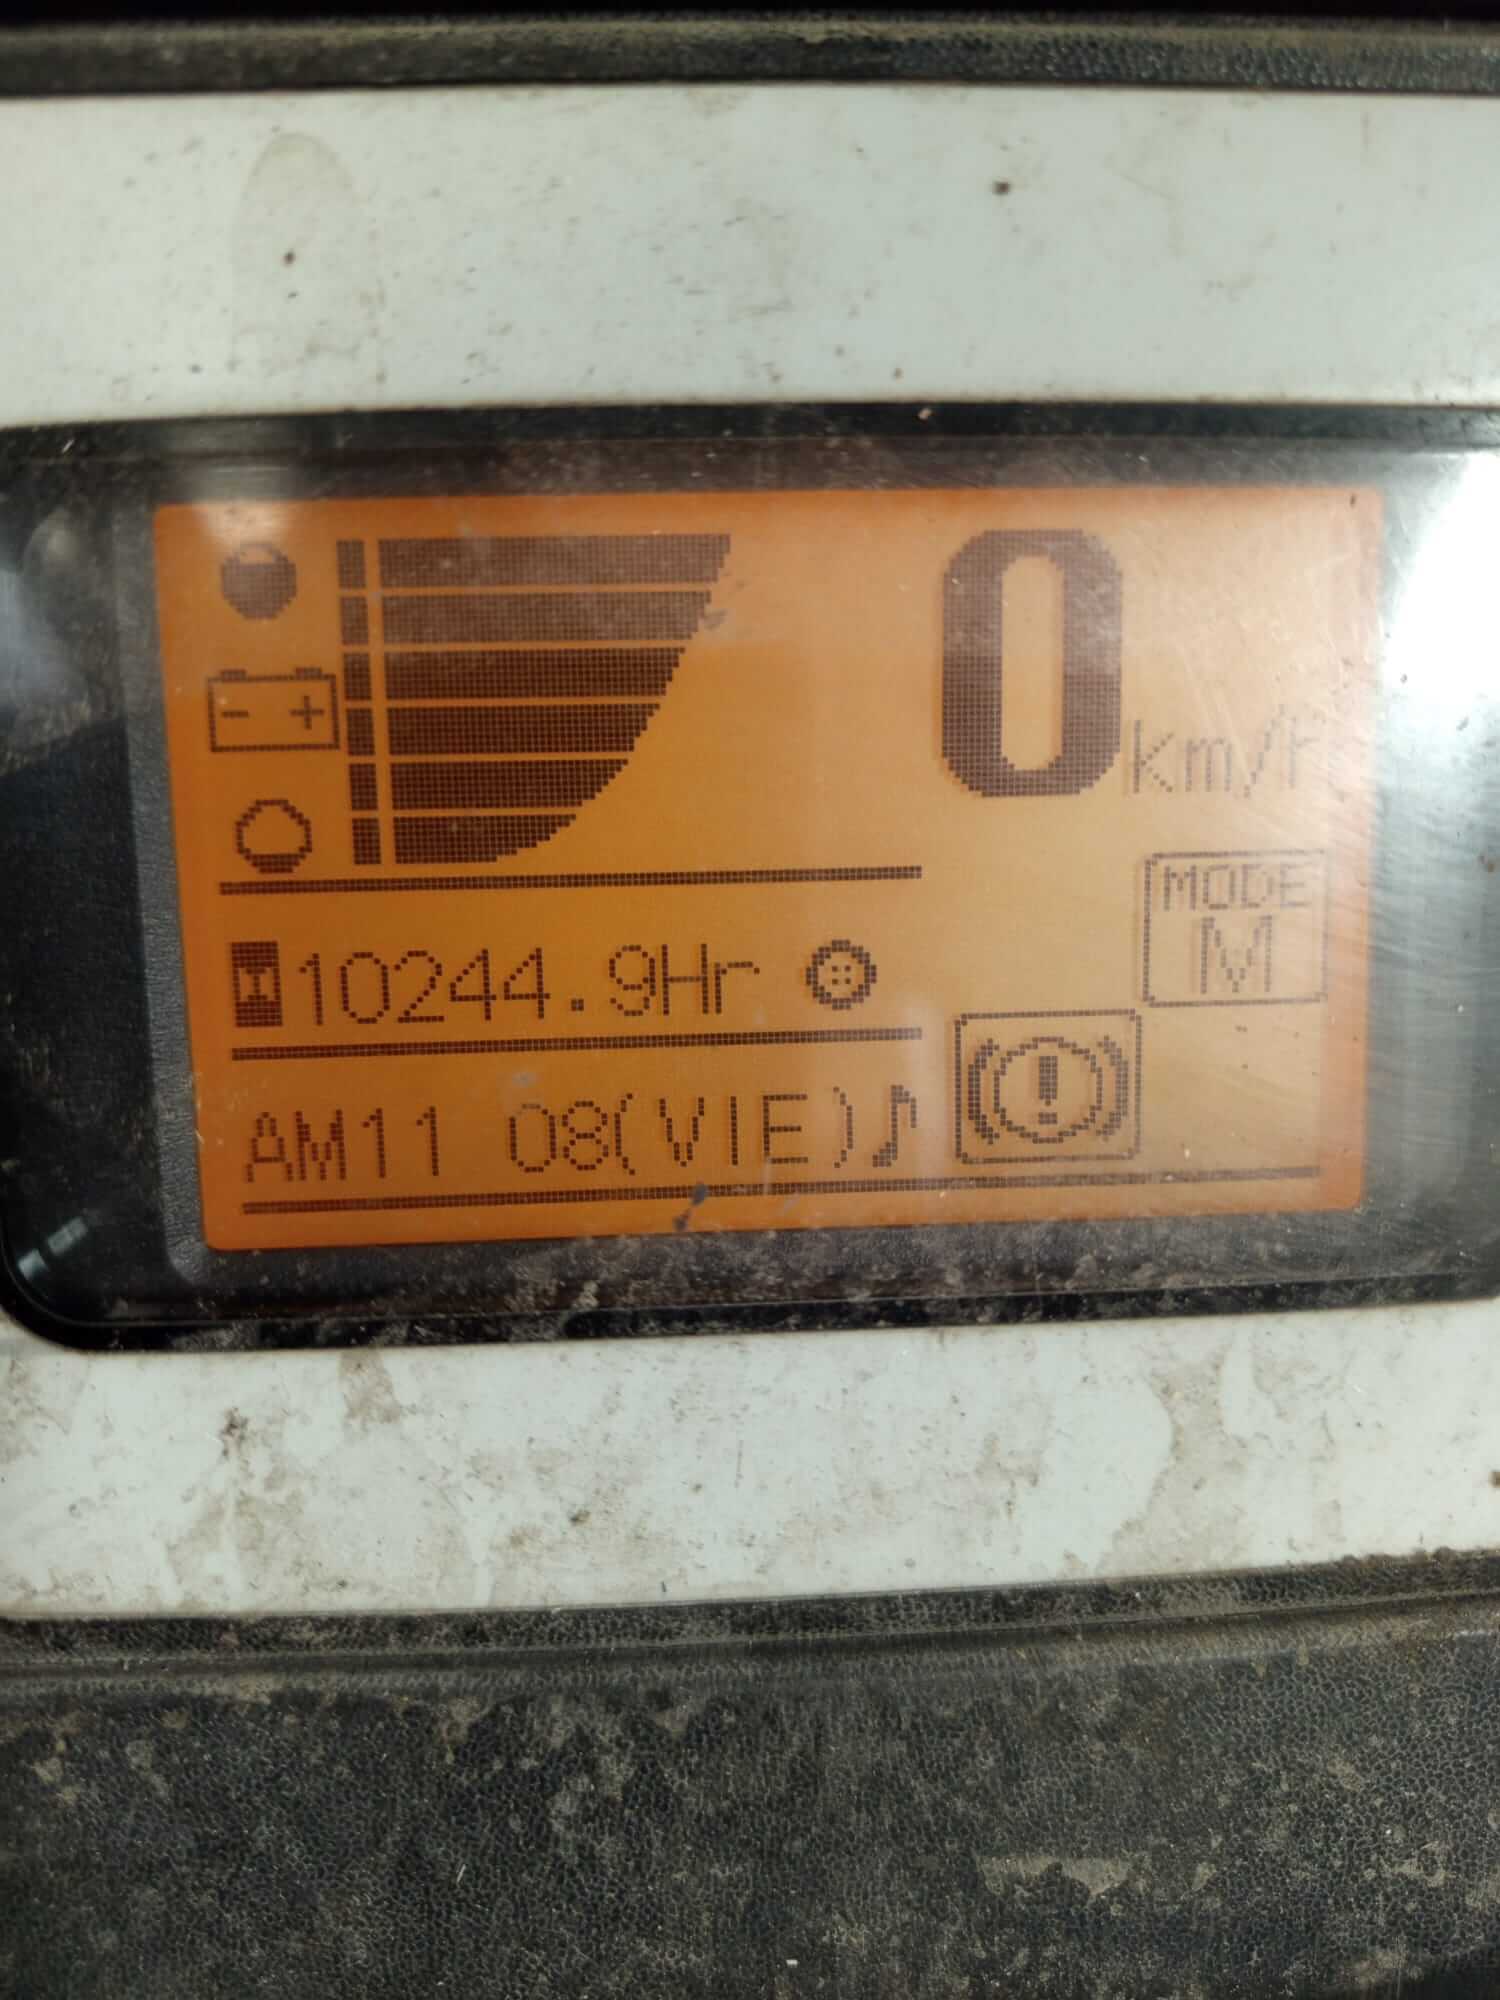 0 km/h
MODE
M
10244.9Hr
AM11 08(VIE)